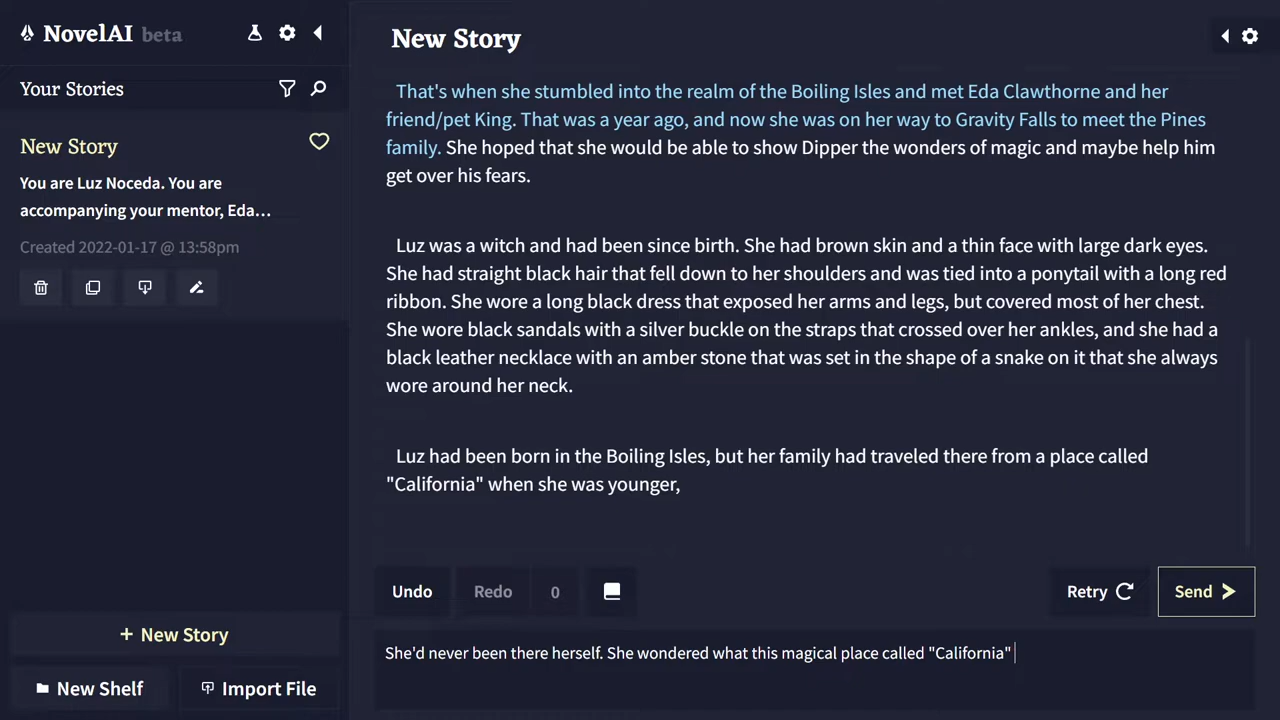 NovelAI beta
Your Stories
New Story
You are Luz Noceda. You are
accompanying your mentor, Eda...
Created 2022-01-17 @ 13:58pm
+ New Story
New Shelf
Import File
New Story
That's when she stumbled into the realm of the Boiling Isles and met Eda Clawthorne and her
friend/pet King. That was a year ago, and now she was on her way to Gravity Falls to meet the Pines
family. She hoped that she would be able to show Dipper the wonders of magic and maybe help him
get over his fears.
Luz was a witch and had been since birth. She had brown skin and a thin face with large dark eyes.
She had straight black hair that fell down to her shoulders and was tied into a ponytail with a long red
ribbon. She wore a long black dress that exposed her arms and legs, but covered most of her chest.
She wore black sandals with a silver buckle on the straps that crossed over her ankles, and she had a
black leather necklace with an amber stone that was set in the shape of a snake on it that she always
wore around her neck.
Luz had been born in the Boiling Isles, but her family had traveled there from a place called
"California" when she was younger,
Undo
Redo
0
Retry
Send
She'd never been there herself. She wondered what this magical place called "California"